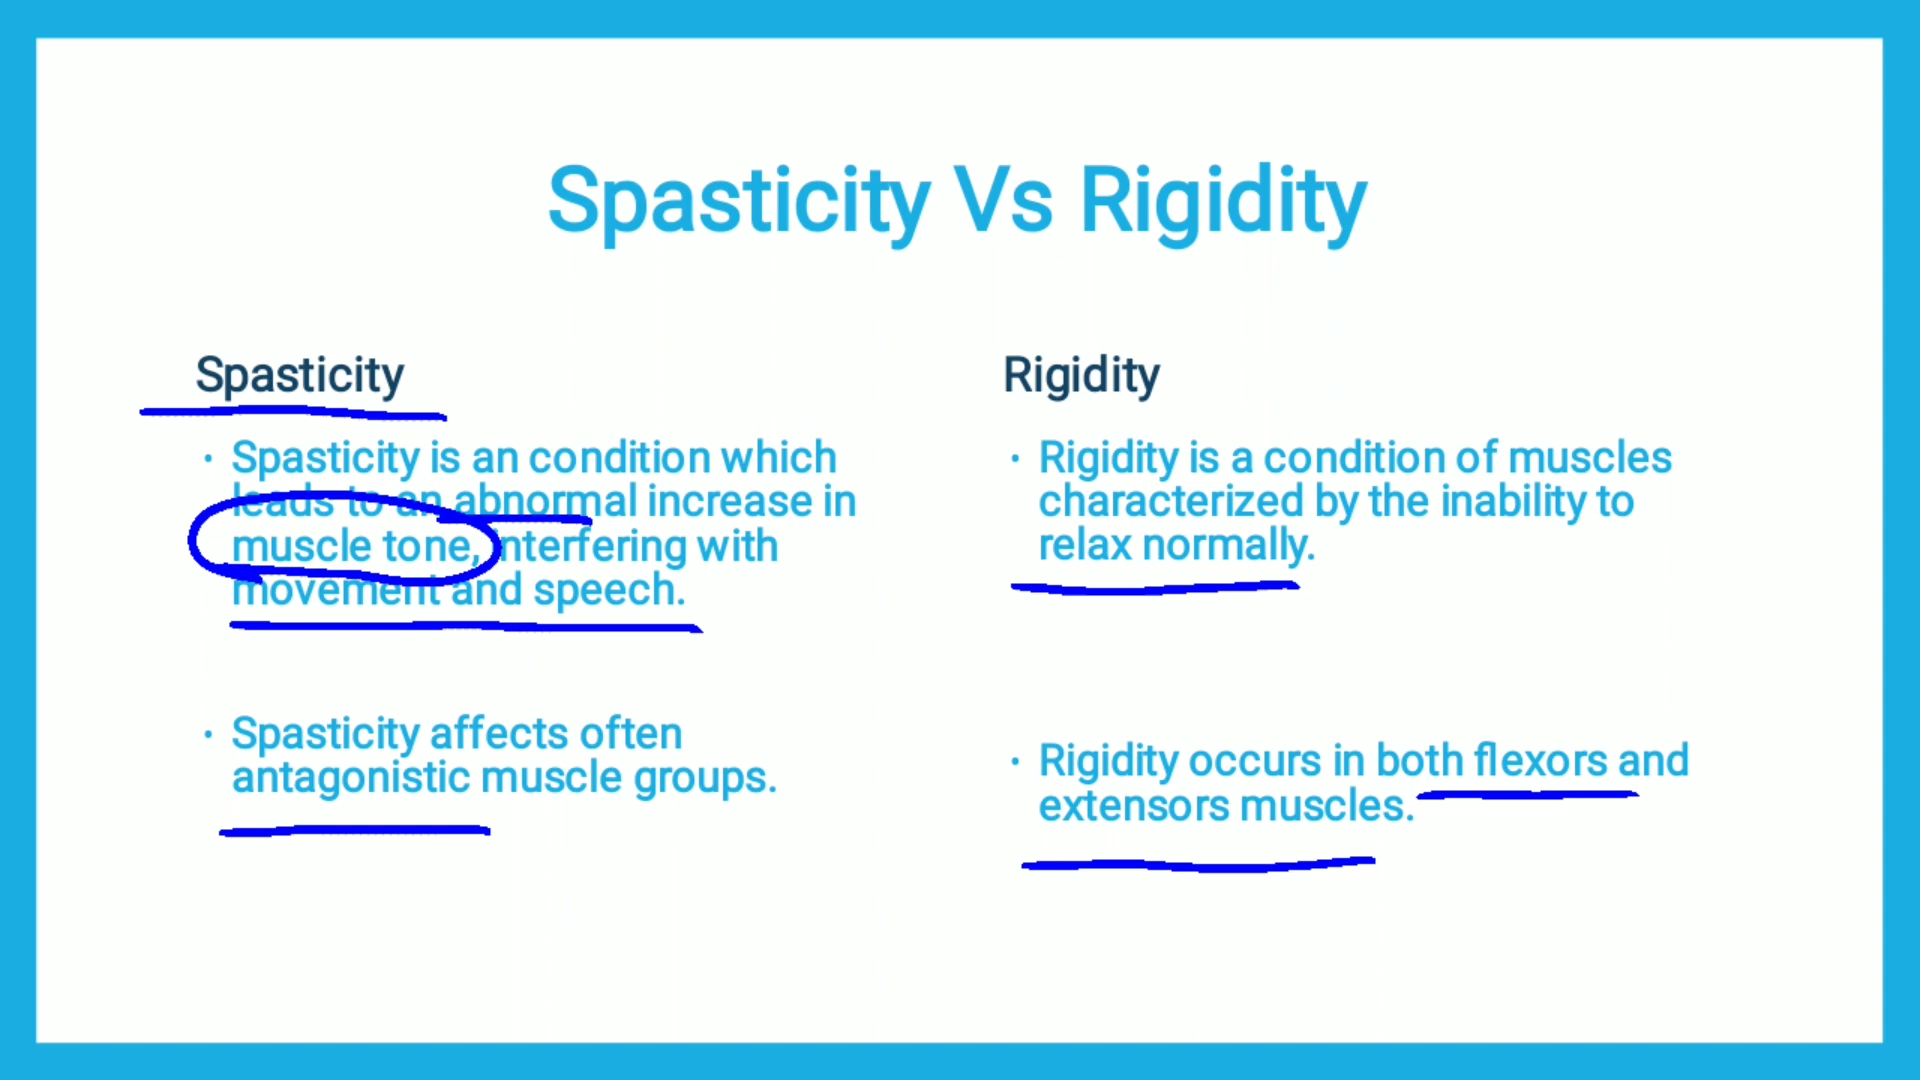 Spasticity Vs Rigidity
Spasticity
• Spasticity is an condition which
leads to an abnormal increase in
muscle tone, interfering with
movement and speech.
• Spasticity affects often
antagonistic muscle groups.
Rigidity
• Rigidity is a condition of muscles
characterized by the inability to
relax normally.
• Rigidity occurs in both flexors and
extensors muscles.